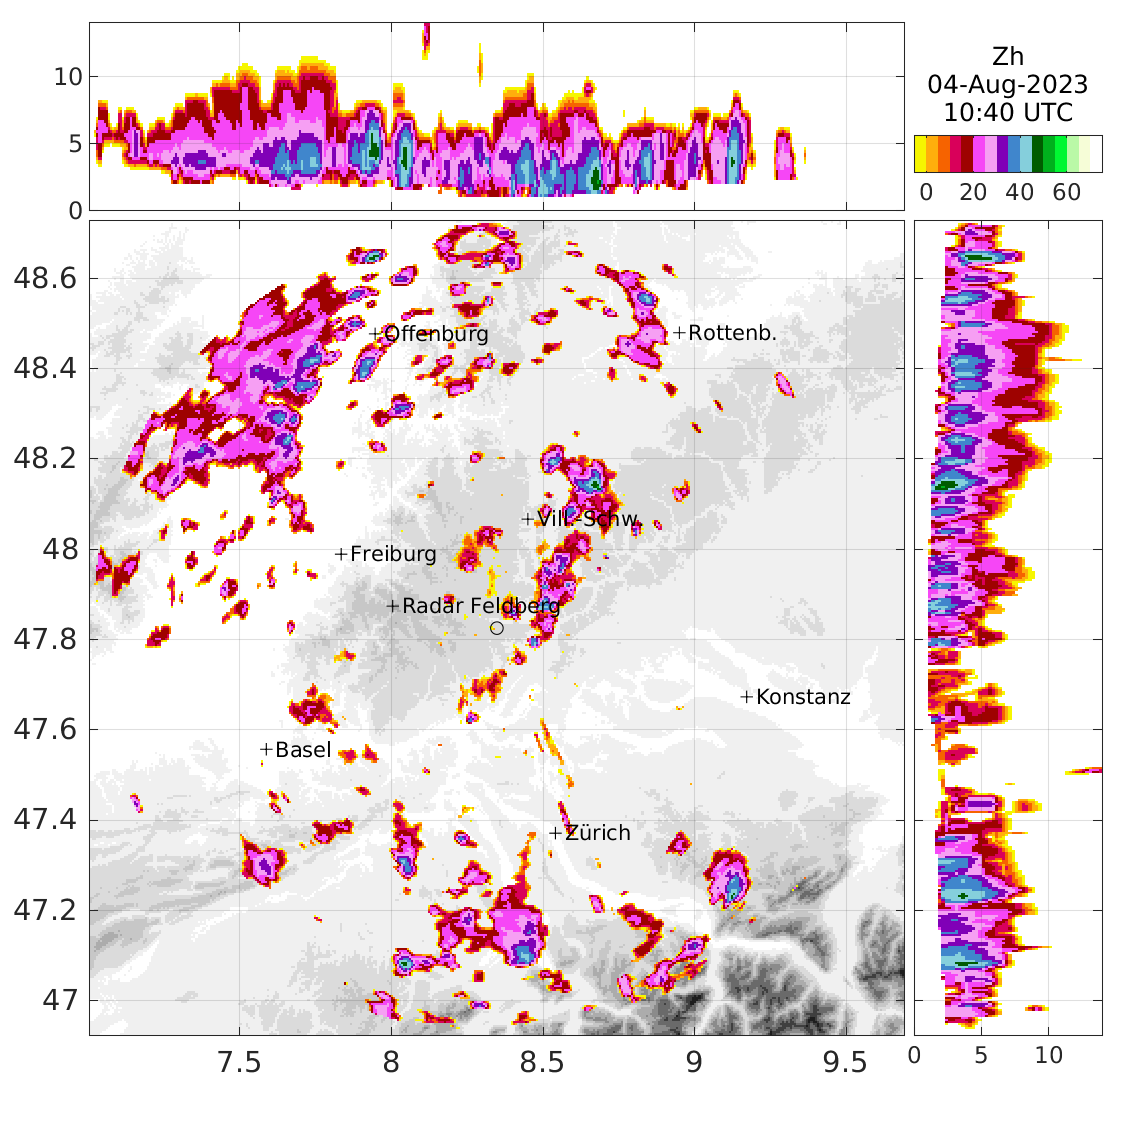 10
5
0
Zh
04-Aug-2023
10:40 UTC
0 20 40 60
48.6
48.4
48.2
48
47.8
47.6
47.4
47.2
47
+Offenburg
+Rottenb.
+Vill.-Schw.
+Freiburg
+Radar Feldberg
+Konstanz
+Basel
+Zürich
7.5 8 8.5 9 9.5
0 5 10